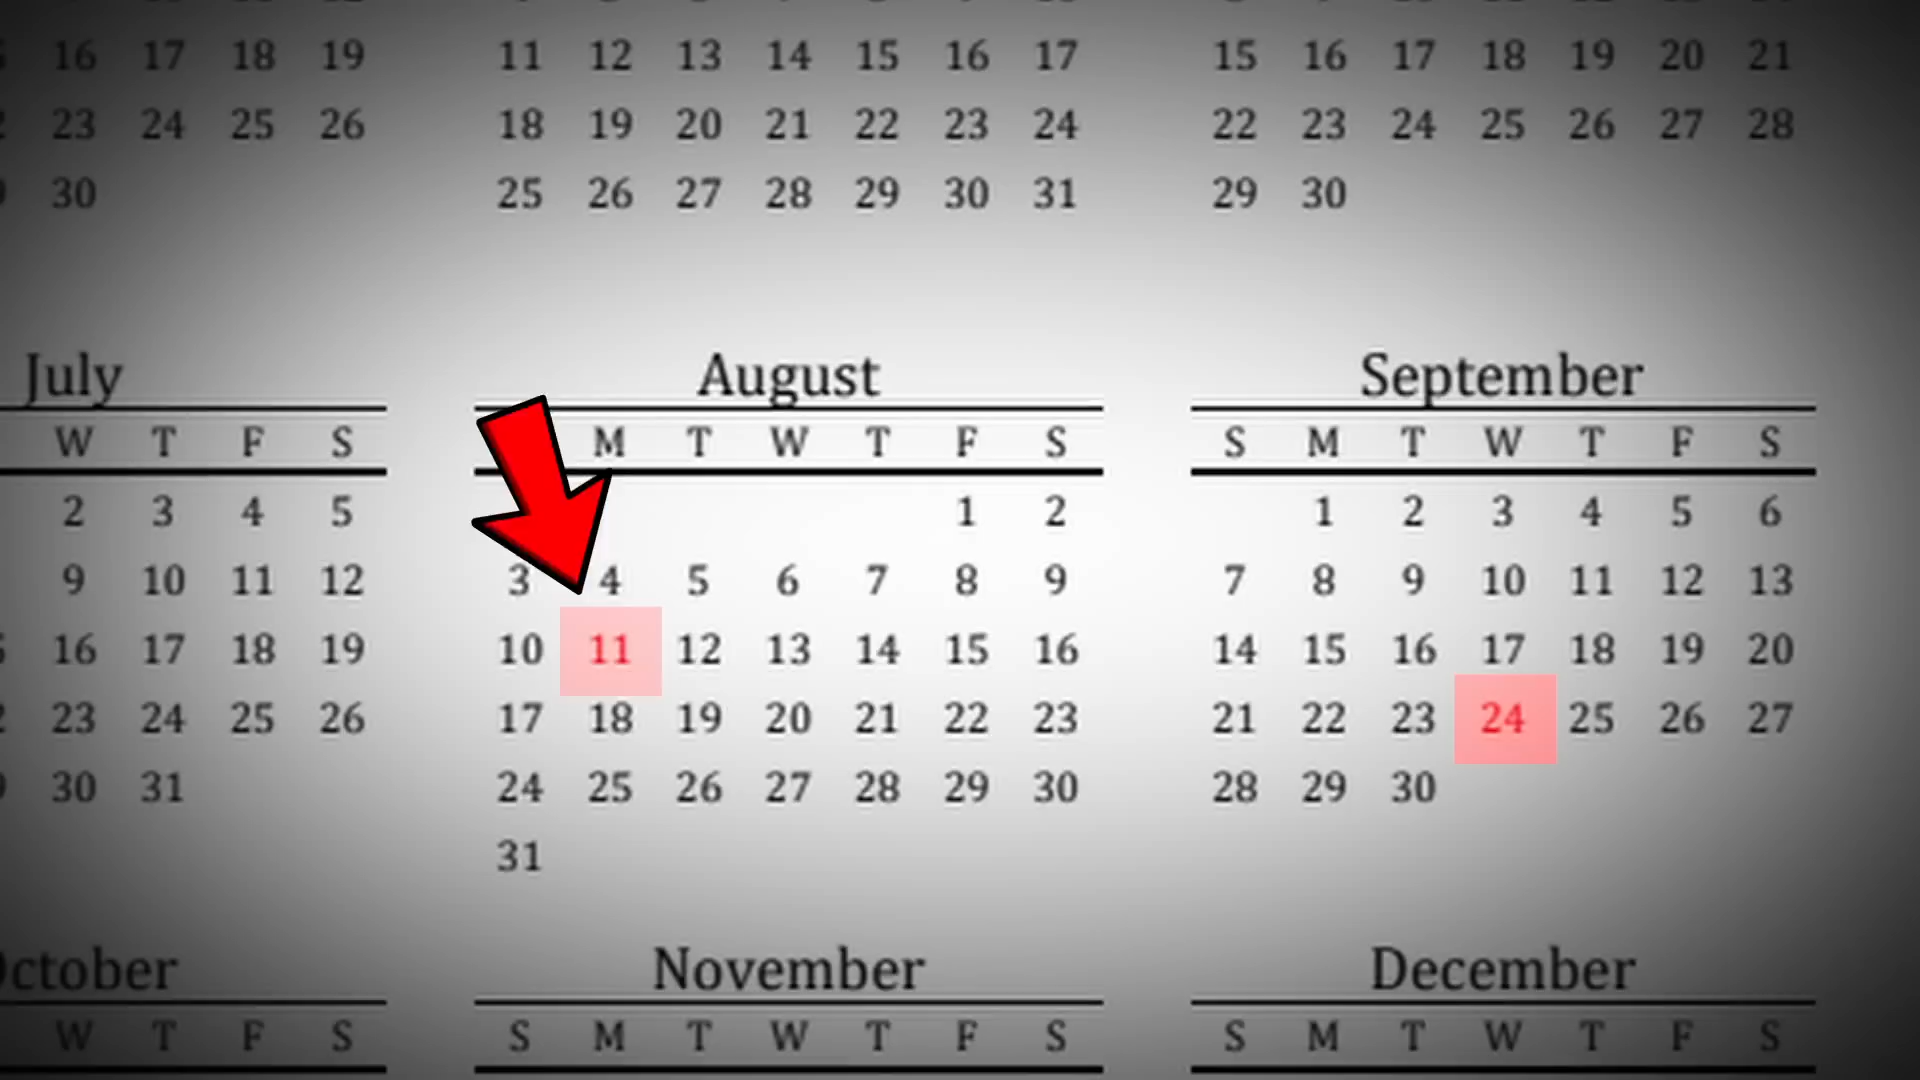 16 17 18 19 11 12 13 14 15 16 17 15 16 17 18 19 20 21
23 24 25 26 18 19 20 21 22 23 24 22 23 24 25 26 27 28
30 25 26 27 28 29 30 31 29 30
July August September
W T F S M T W T F S S M T W T F S
2 3 4 5 1 2 1 2 3 4 5 6
9 10 11 12 3 4 5 6 7 8 9 7 8 9 10 11 12 13
16 17 18 19 10 11 12 13 14 15 16 14 15 16 17 18 19 20
23 24 25 26 17 18 19 20 21 22 23 21 22 23 24 25 26 27
30 31 24 25 26 27 28 29 30 28 29 30
31
October November December
W T F S S M T W T F S S M T W T F S